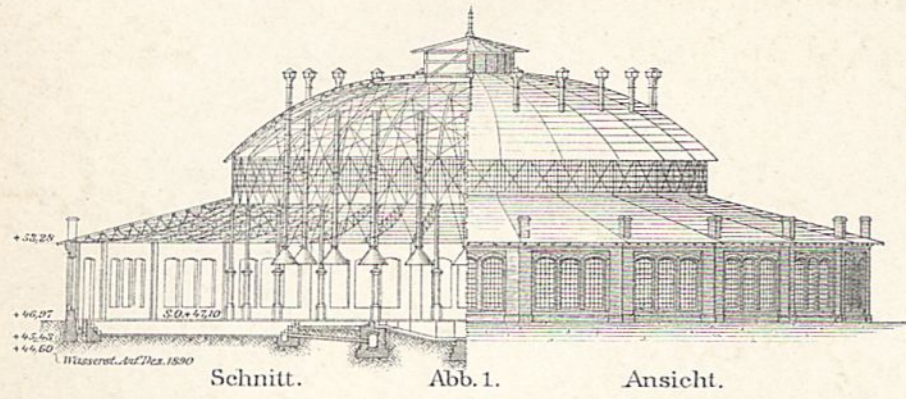 +53,28
+46,97
S.O.+47,10
+45,43
+44,60
Wasserst. Anf. Dez. 1890
Schnitt. Abb. 1. Ansicht.